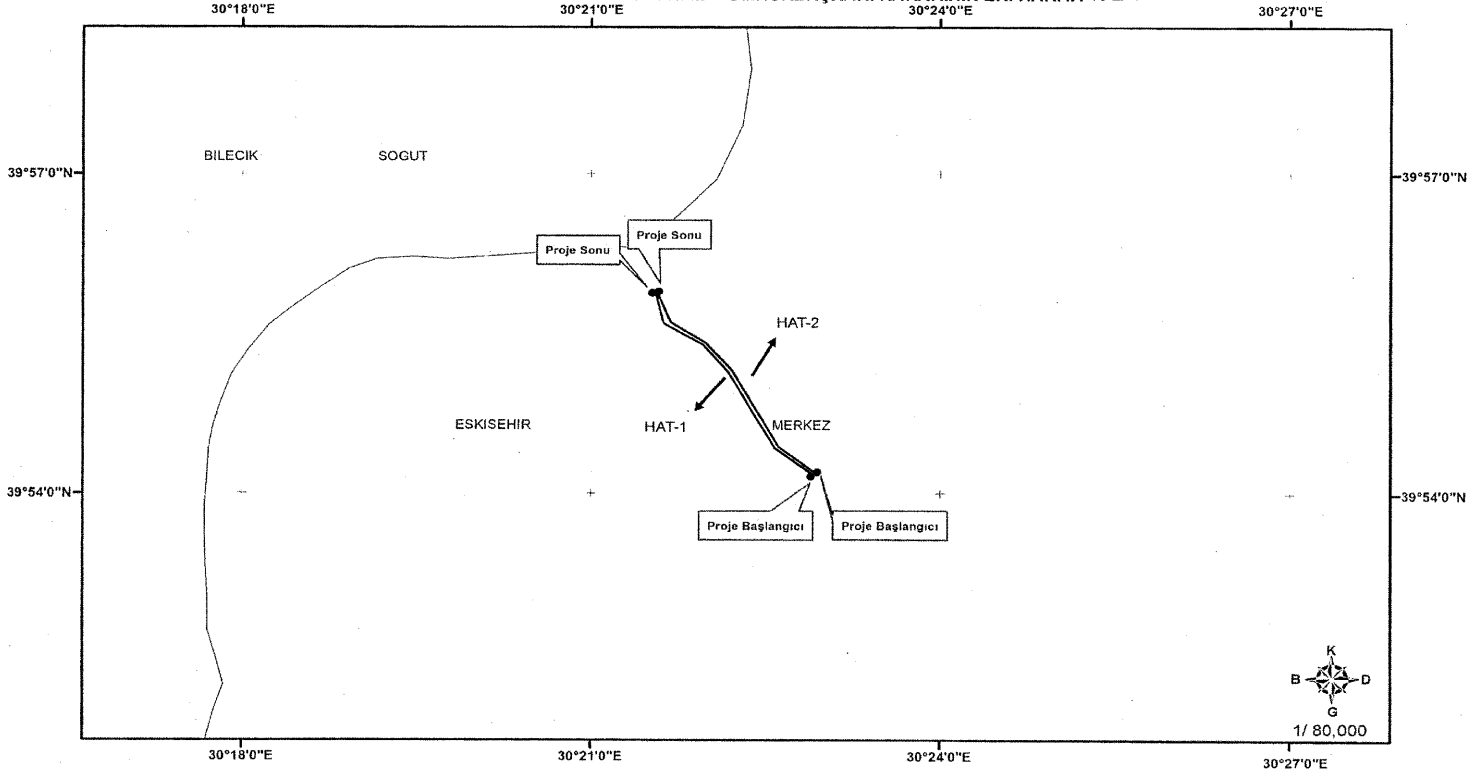 30°18'0"E 30°21'0"E 30°24'0"E 30°27'0"E
BILECIK SOGUT
39°57'0"N 39°57'0"N
Proje Sonu
Proje Sonu
HAT-2
ESKISEHIR HAT-1 MERKEZ
39°54'0"N 39°54'0"N
Proje Başlangıcı Proje Başlangıcı
K
B D
G
1/ 80,000
30°18'0"E 30°21'0"E 30°24'0"E 30°27'0"E